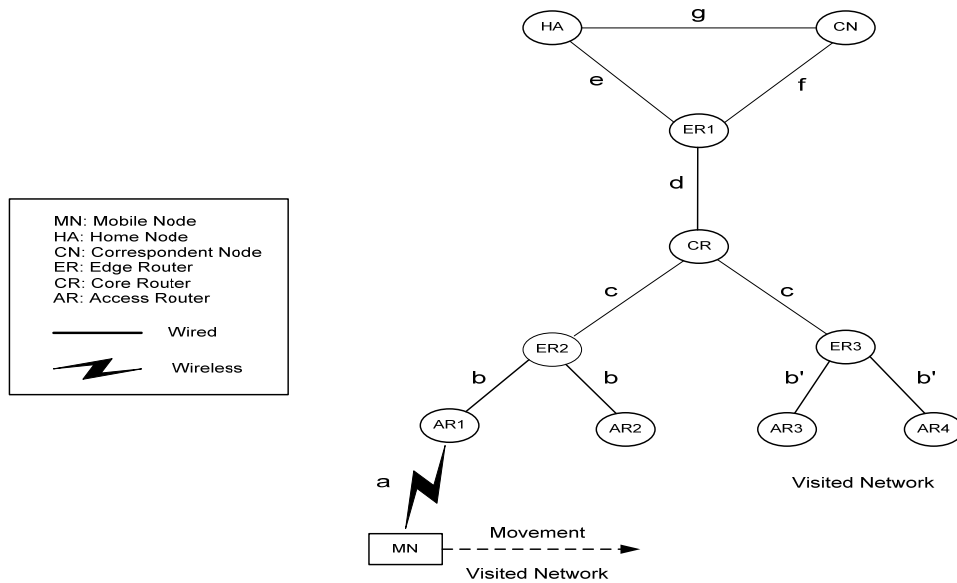 HA
g
CN
e
f
ER1
d
MN: Mobile Node
HA: Home Node
CN: Correspondent Node
ER: Edge Router
CR: Core Router
AR: Access Router
Wired
Wireless
CR
c
c
ER2
ER3
b
b
b'
b'
AR1
AR2
AR3
AR4
a
Visited Network
MN
Movement
Visited Network